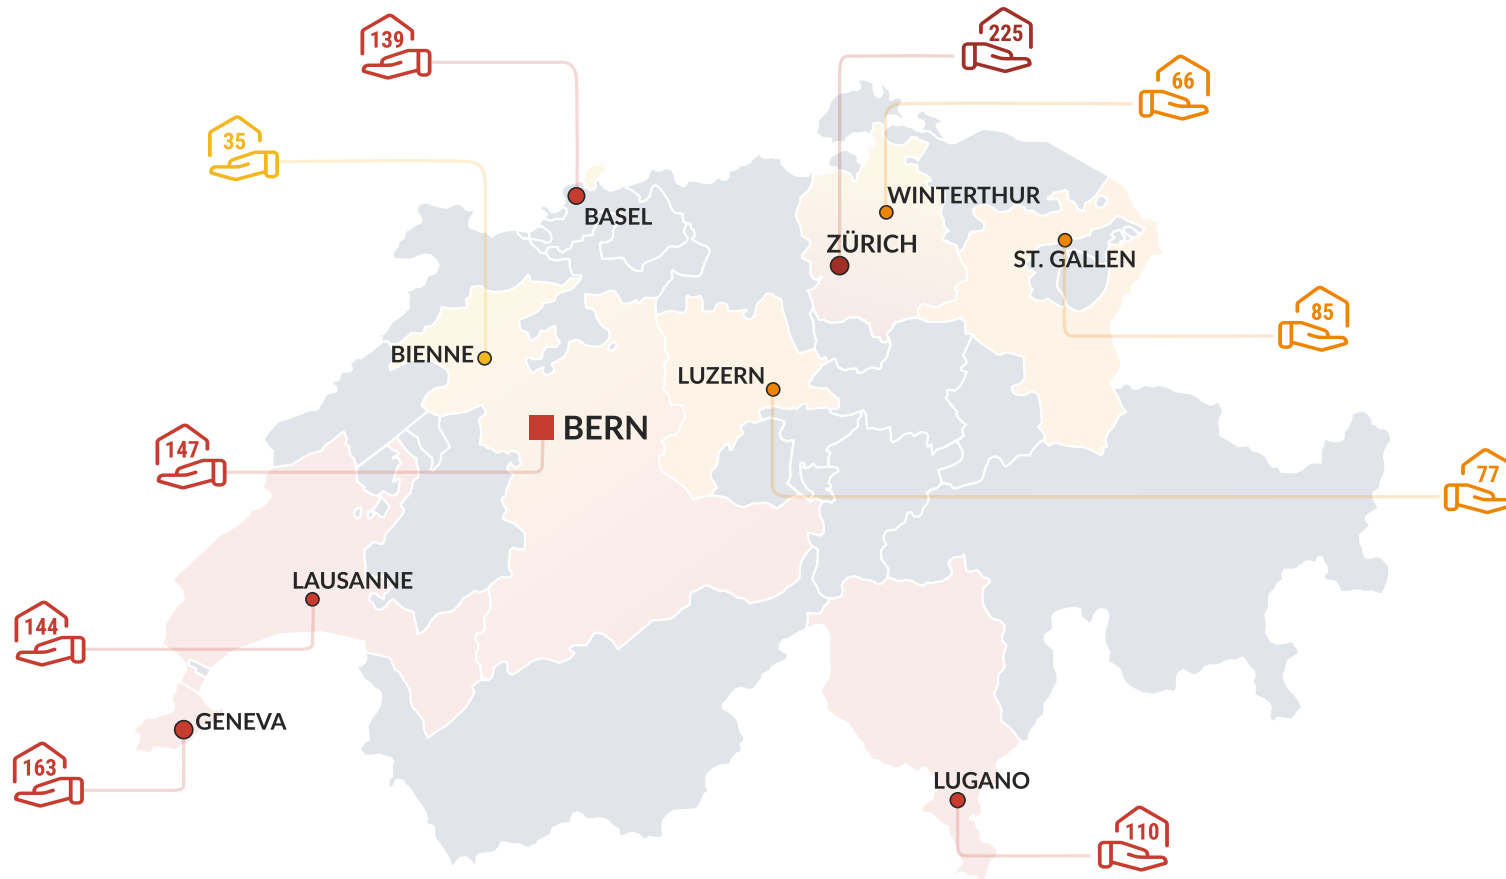 139
225
66
35
WINTERTHUR
BASEL
ZÜRICH
ST. GALLEN
85
BIENNE
LUZERN
BERN
147
77
LAUSANNE
144
GENEVA
163
LUGANO
110